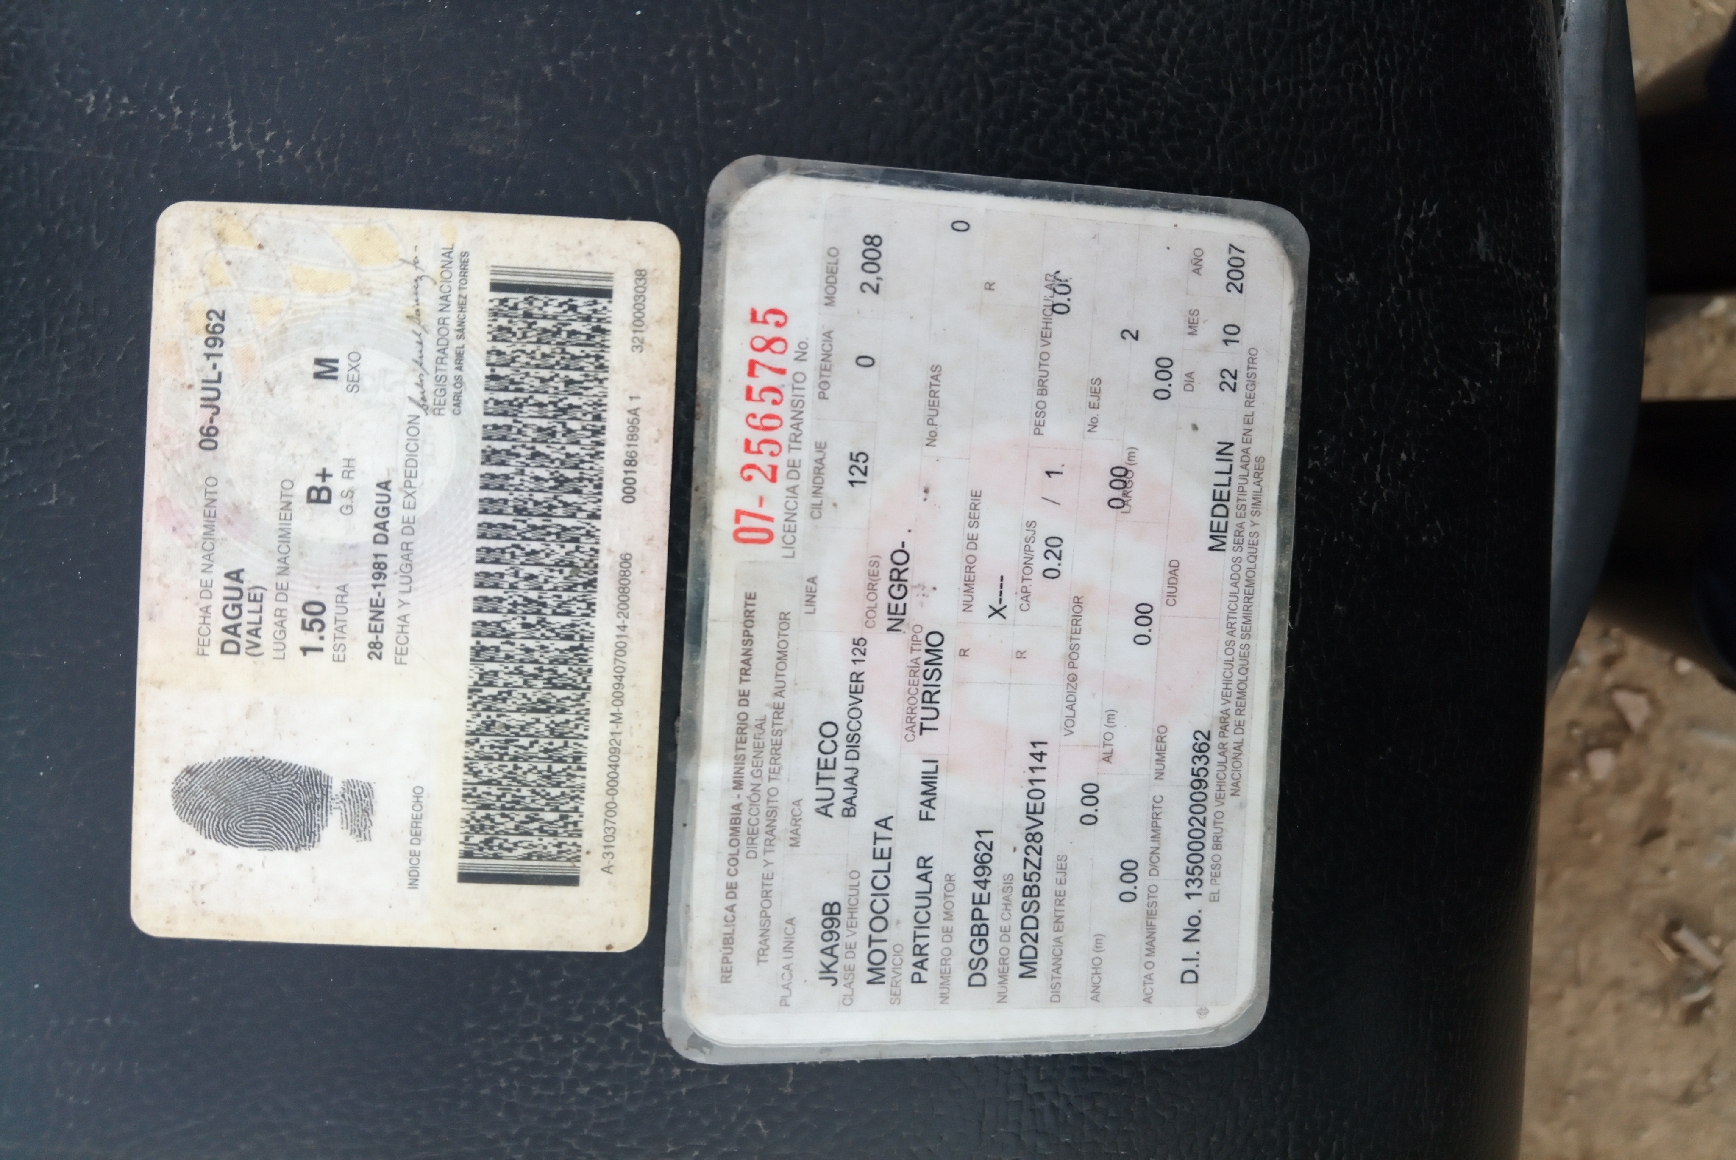 FECHA DE NACIMIENTO 06-JUL-1962
DAGUA
(VALLE)
LUGAR DE NACIMIENTO
1.50 B+ M
ESTATURA G.S. RH SEXO
28-ENE-1981 DAGUA
FECHA Y LUGAR DE EXPEDICION
INDICE DERECHO
REGISTRADOR NACIONAL
CARLOS ARIEL SÁNCHEZ TORRES
A-3103700-00040921-M-0094070014-20080806 0001861895A 1 3210003038
REPUBLICA DE COLOMBIA - MINISTERIO DE TRANSPORTE
DIRECCIÓN GENERAL
TRANSPORTE Y TRÁNSITO TERRESTRE AUTOMOTOR
07-2565785
LICENCIA DE TRANSITO No.
PLACA UNICA MARCA LINEA CILINDRAJE POTENCIA MODELO
JKA99B AUTECO BAJAJ DISCOVER 125 125 0 2,008
CLASE DE VEHICULO COLOR(ES)
MOTOCICLETA NEGRO-
SERVICIO CARROCERÍA TIPO No.PUERTAS
PARTICULAR FAMILI TURISMO 0
NUMERO DE MOTOR R NUMERO DE SERIE R
DSGBPE49621 X----
NUMERO DE CHASIS R CAP.TON/PSJS PESO BRUTO VEHICULAR
MD2DSB5Z28VE01141 0.20 / 1.
DISTANCIA ENTRE EJES VOLADIZO POSTERIOR No. EJES
0.00 0.00 2
ANCHO (m) ALTO (m) LARGO (m)
0.00 0.00 0.00
ACTA O MANIFIESTO D/CN.IMPRTC NUMERO CIUDAD DIA MES AÑO
D.I. No. 13500020095362 MEDELLIN 22 10 2007
EL PESO BRUTO VEHICULAR PARA VEHICULOS ARTICULADOS SERA ESTIPULADA EN EL REGISTRO
NACIONAL DE REMOLQUES SEMIRREMOLQUES Y SIMILARES